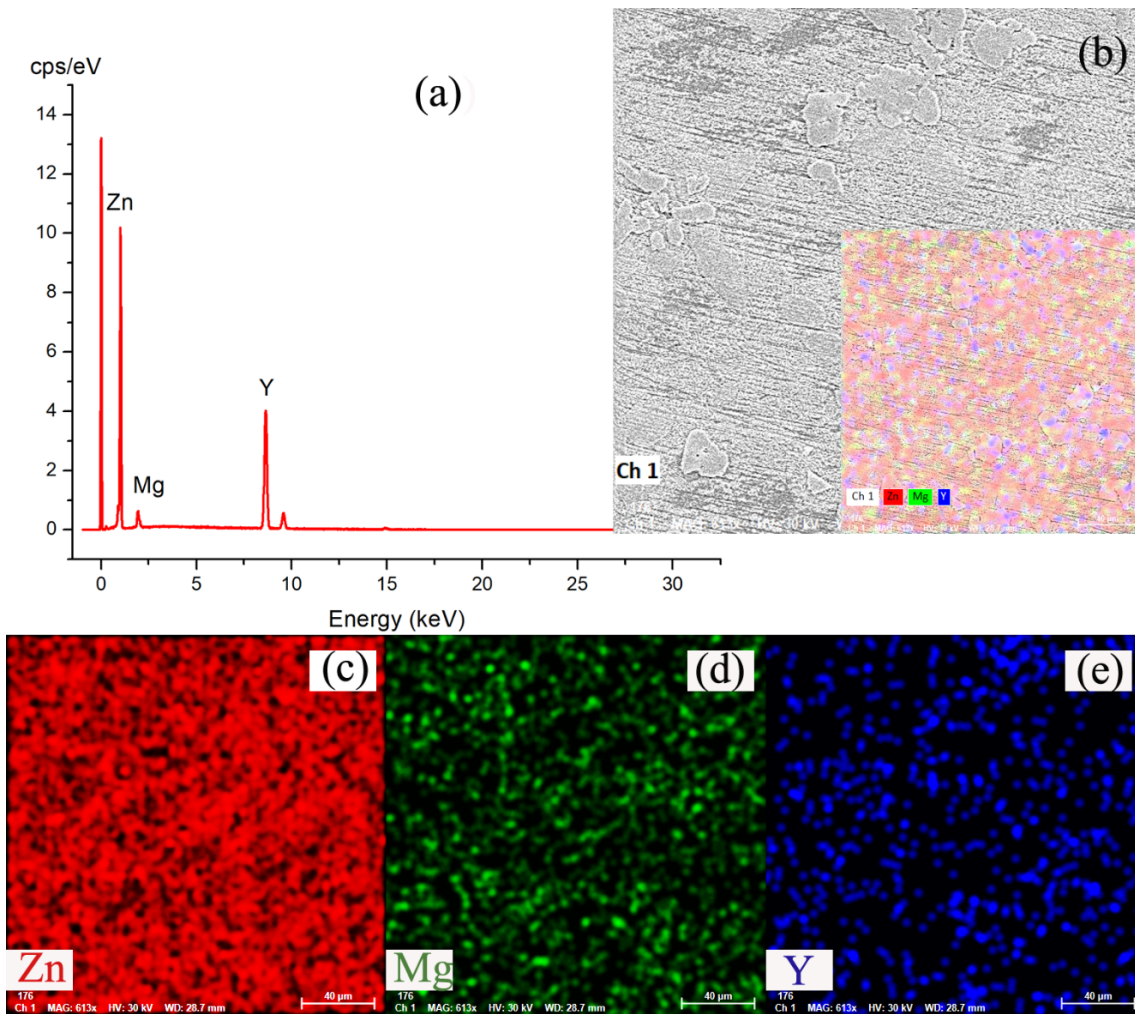 cps/eV
(a)
14
12
10
8
6
4
2
0
Zn
Mg
Y
0 5 10 15 20 25 30
Energy (keV)
(b)
Ch 1
Ch 1 Zn Mg Y
(c)
Zn
176
Ch 1 MAG: 613x HV: 30 kV WD: 28.7 mm
40 µm
(d)
Mg
176
Ch 1 MAG: 613x HV: 30 kV WD: 28.7 mm
40 µm
(e)
Y
176
Ch 1 MAG: 613x HV: 30 kV WD: 28.7 mm
40 µm